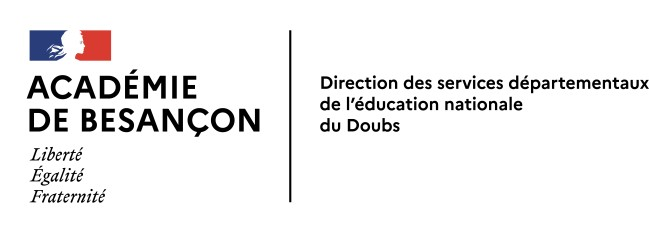 ACADÉMIE
DE BESANÇON
Liberté
Égalité
Fraternité
Direction des services départementaux
de l'éducation nationale
du Doubs